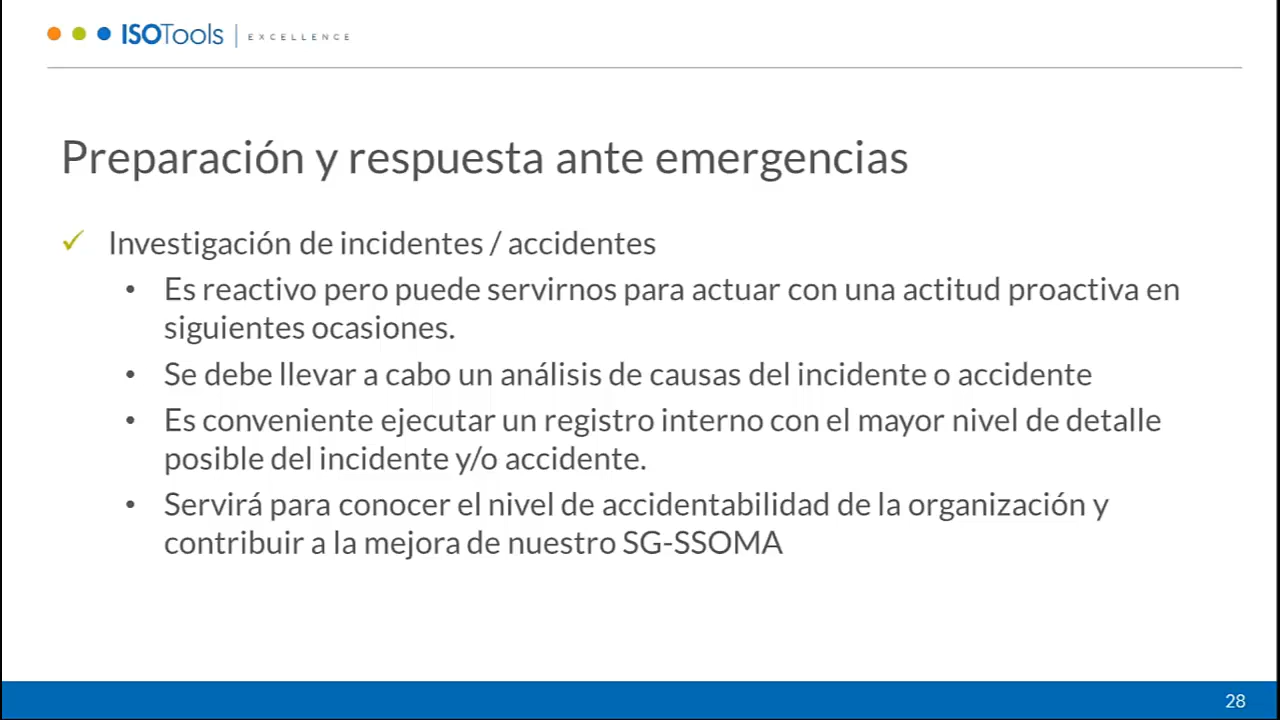 ISOTools | EXCELLENCE
Preparación y respuesta ante emergencias
✓ Investigación de incidentes / accidentes
• Es reactivo pero puede servirnos para actuar con una actitud proactiva en
siguientes ocasiones.
• Se debe llevar a cabo un análisis de causas del incidente o accidente
• Es conveniente ejecutar un registro interno con el mayor nivel de detalle
posible del incidente y/o accidente.
• Servirá para conocer el nivel de accidentabilidad de la organización y
contribuir a la mejora de nuestro SG-SSOMA
28